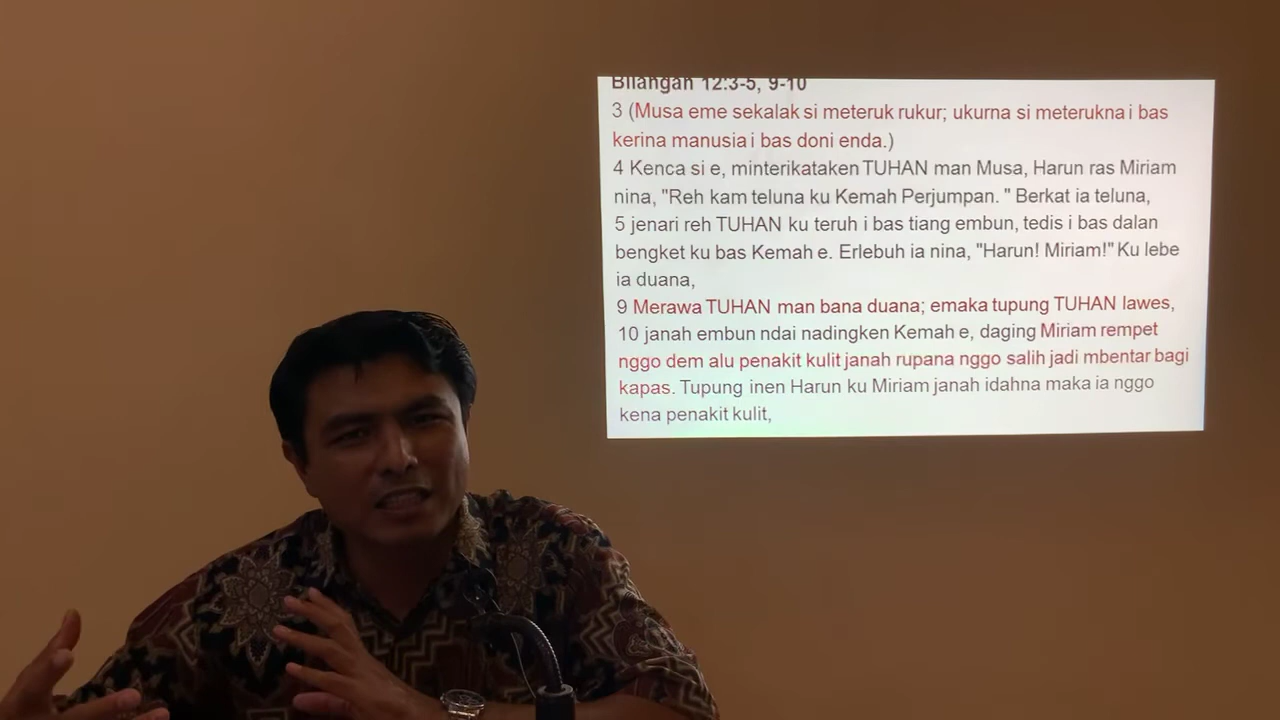 Bilangan 12:3-5, 9-10
3 (Musa eme sekalak si meteruk rukur; ukurna si meterukna i bas
kerina manusia i bas doni enda.)
4 Kenca si e, minterikataken TUHAN man Musa, Harun ras Miriam
nina, "Reh kam teluna ku Kemah Perjumpan. " Berkat ia teluna,
5 jenari reh TUHAN ku teruh i bas tiang embun, tedis i bas dalan
bengket ku bas Kemah e. Erlebuh ia nina, "Harun! Miriam!" Ku lebe
ia duana,
9 Merawa TUHAN man bana duana; emaka tupung TUHAN lawes,
10 janah embun ndai nadingken Kemah e, daging Miriam rempet
nggo dem alu penakit kulit janah rupana nggo salih jadi mbentar bagi
kapas. Tupung inen Harun ku Miriam janah idahna maka ia nggo
kena penakit kulit,